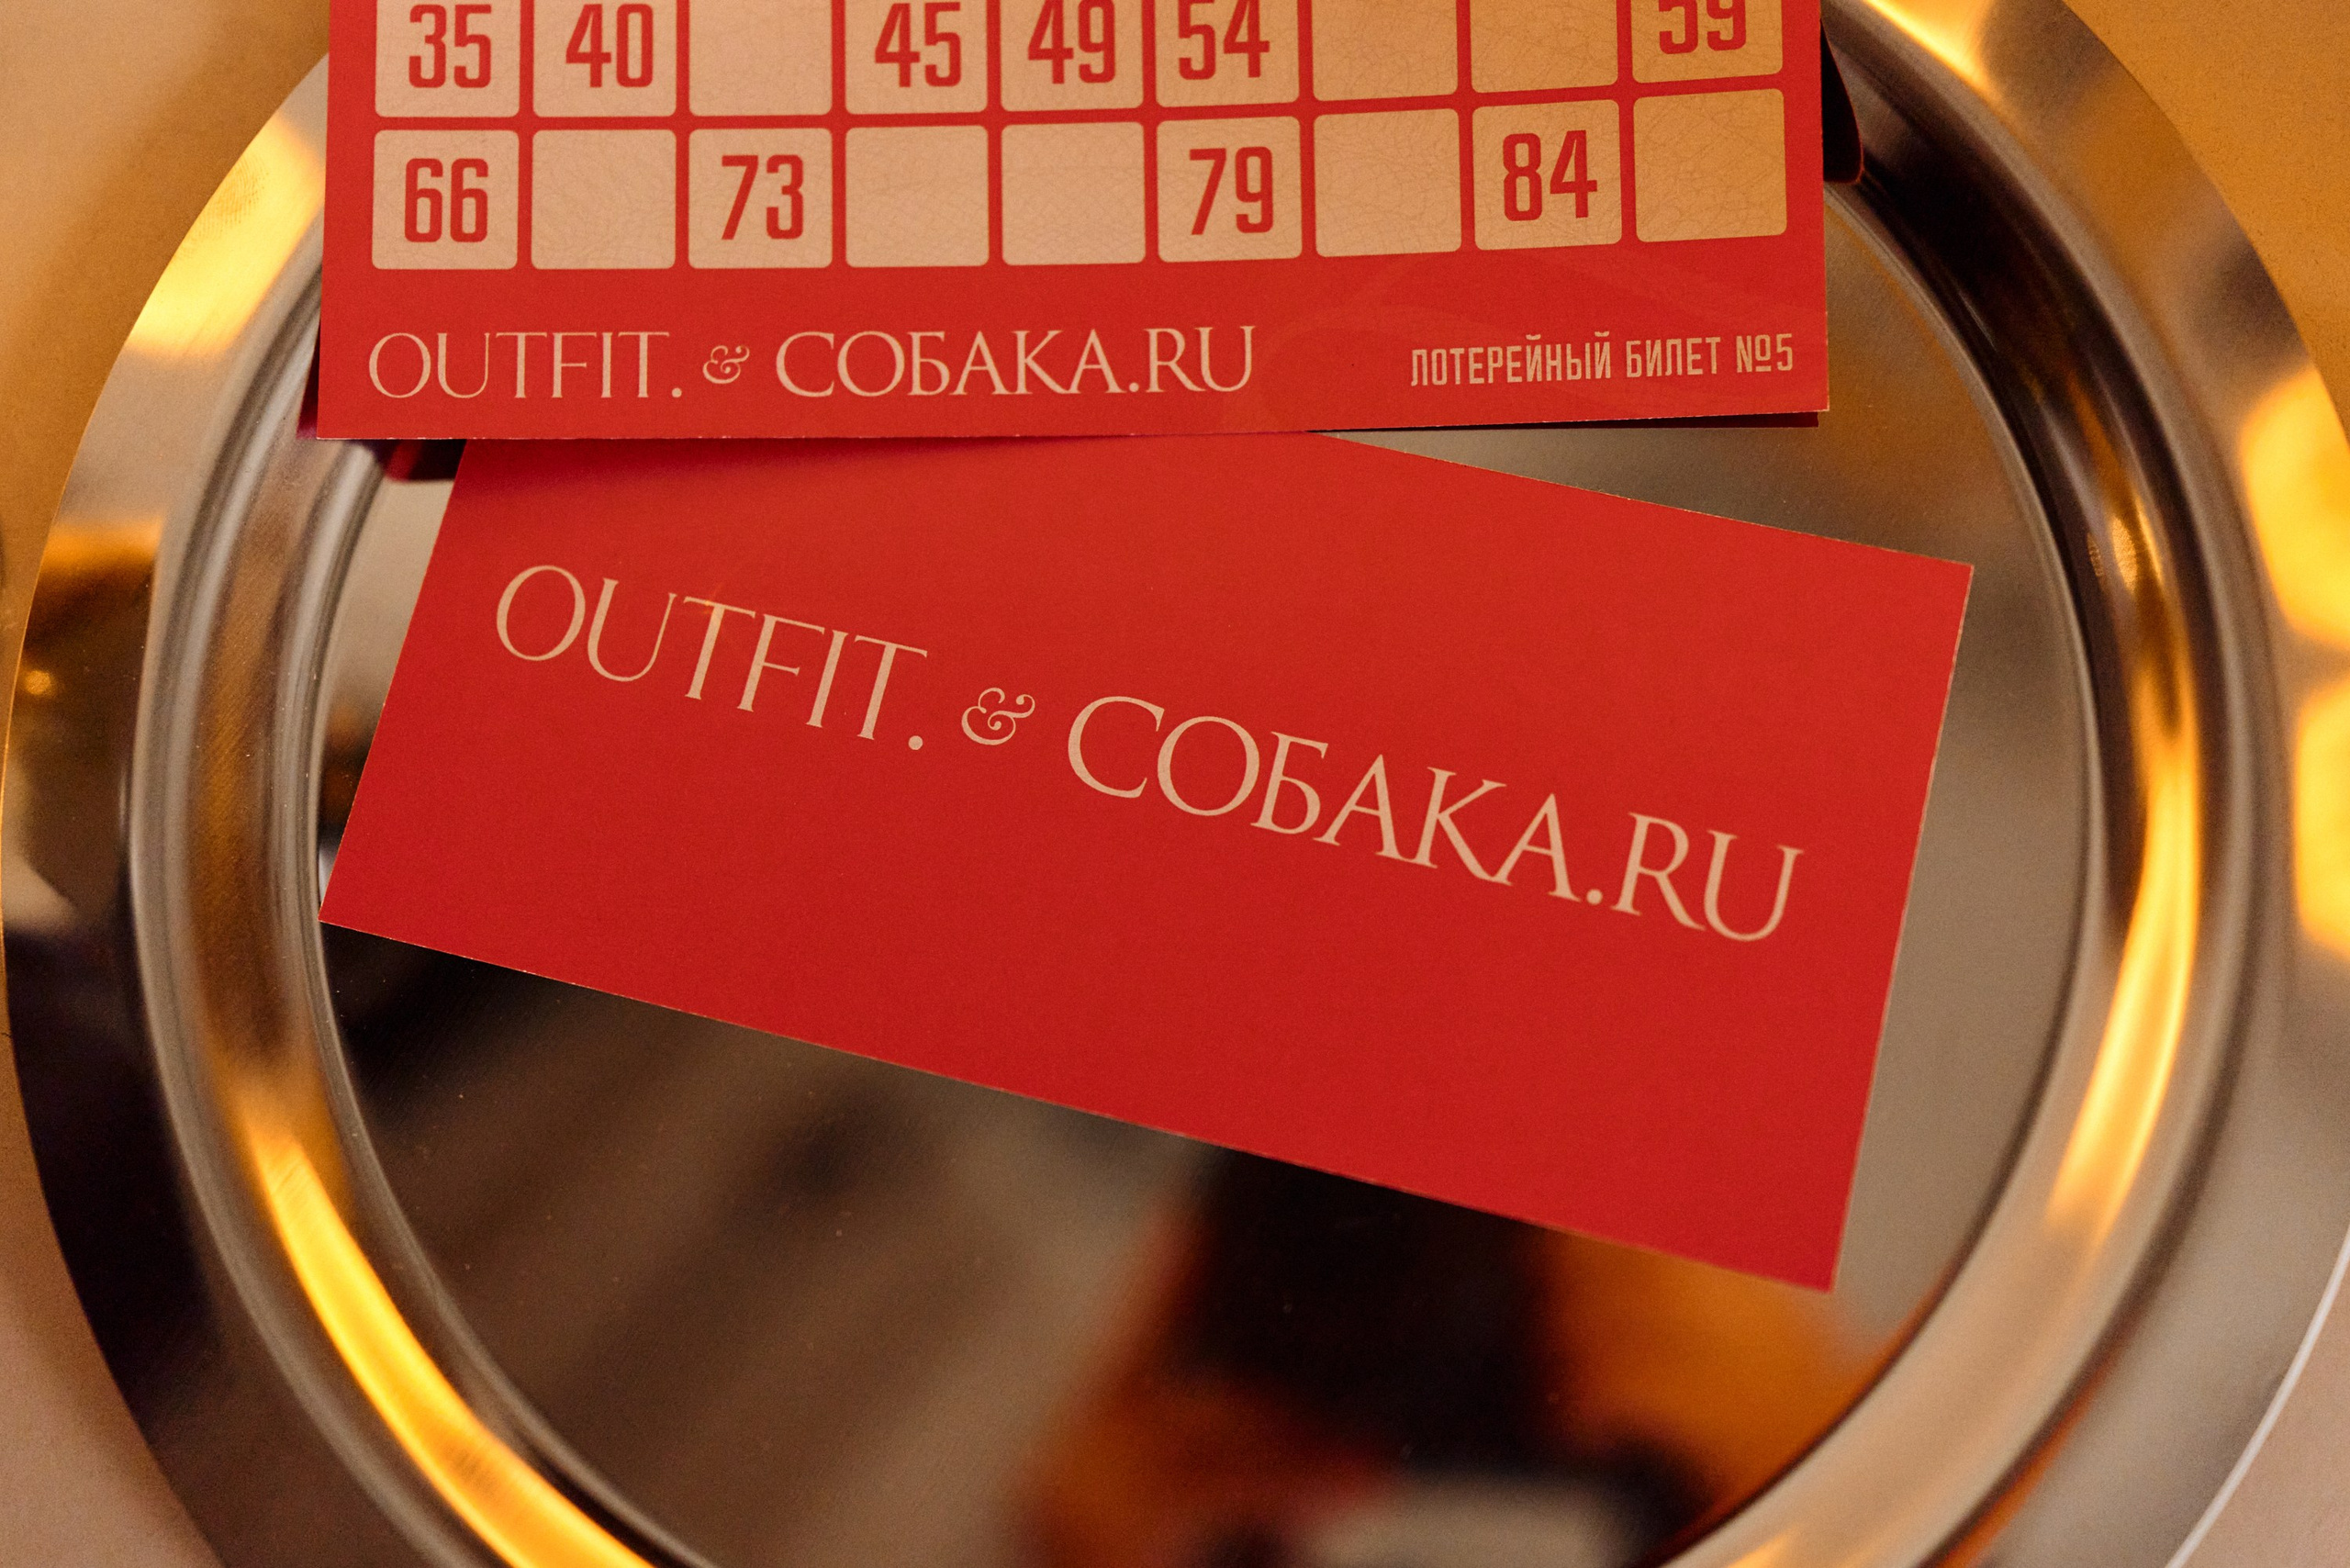 35 40 45 49 54 59
66 73 79 84
OUTFIT. & СОБАКА.RU
ЛОТЕРЕЙНЫЙ БИЛЕТ №5
OUTFIT. & СОБАКА.RU